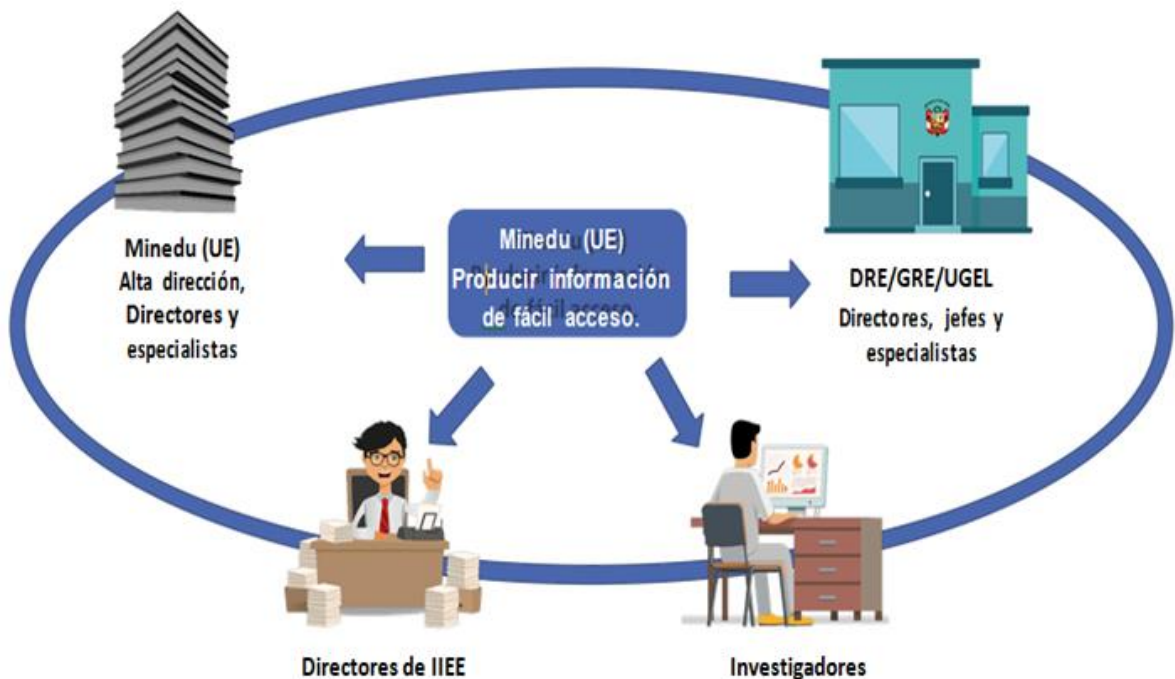 Minedu (UE)
Alta dirección,
Directores y
especialistas
Minedu (UE)
Producir información
de fácil acceso.
DRE/GRE/UGEL
Directores, jefes y
especialistas
Directores de IIEE
Investigadores